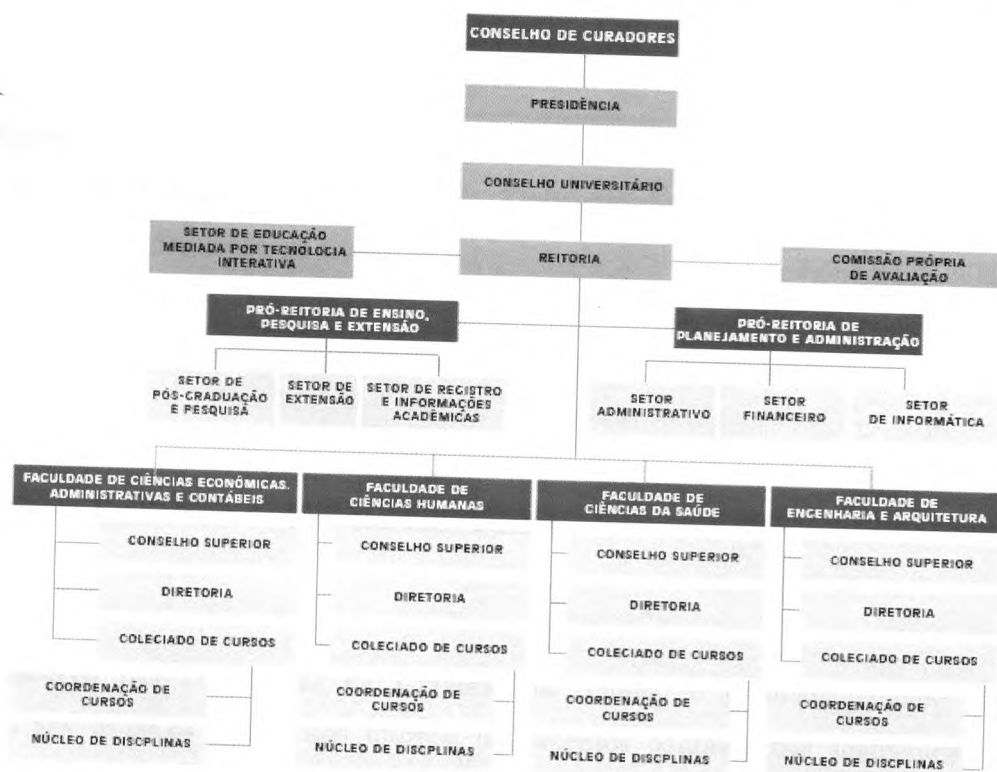 CONSELHO DE CURADORES
PRESIDÊNCIA
CONSELHO UNIVERSITÁRIO
SETOR DE EDUCAÇÃO
MEDIADA POR TECNOLOGIA
INTERATIVA
REITORIA
COMISSÃO PRÓPRIA
DE AVALIAÇÃO
PRÓ-REITORIA DE ENSINO,
PESQUISA E EXTENSÃO
PRÓ-REITORIA DE
PLANEJAMENTO E ADMINISTRAÇÃO
SETOR DE
PÓS-GRADUAÇÃO
E PESQUISA
SETOR DE
EXTENSÃO
SETOR DE REGISTRO
E INFORMAÇÕES
ACADÊMICAS
SETOR
ADMINISTRATIVO
SETOR
FINANCEIRO
SETOR
DE INFORMÁTICA
FACULDADE DE CIÊNCIAS ECONÔMICAS.
ADMINISTRATIVAS E CONTÁBEIS
CONSELHO SUPERIOR
DIRETORIA
COLECIADO DE CURSOS
COORDENAÇÃO DE
CURSOS
NÚCLEO DE DISCPLINAS
FACULDADE DE
CIÊNCIAS HUMANAS
CONSELHO SUPERIOR
DIRETORIA
COLECIADO DE CURSOS
COORDENAÇÃO DE
CURSOS
NÚCLEO DE DISCPLINAS
FACULDADE DE
CIÊNCIAS DA SAÚDE
CONSELHO SUPERIOR
DIRETORIA
COLECIADO DE CURSOS
COORDENAÇÃO DE
CURSOS
NÚCLEO DE DISCPLINAS
FACULDADE DE
ENGENHARIA E ARQUITETURA
CONSELHO SUPERIOR
DIRETORIA
COLECIADO DE CURSOS
COORDENAÇÃO DE
CURSOS
NÚCLEO DE DISCPLINAS